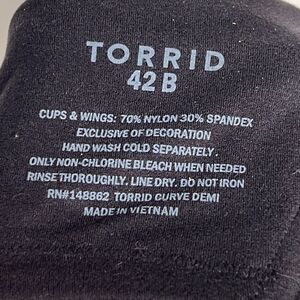 TORRID
42 B
CUPS & WINGS: 70% NYLON 30% SPANDEX
EXCLUSIVE OF DECORATION
HAND WASH COLD SEPARATELY.
ONLY NON-CHLORINE BLEACH WHEN NEEDED
RINSE THOROUGHLY. LINE DRY. DO NOT IRON
RN#148862 TORRID CURVE DEMI
MADE IN VIETNAM